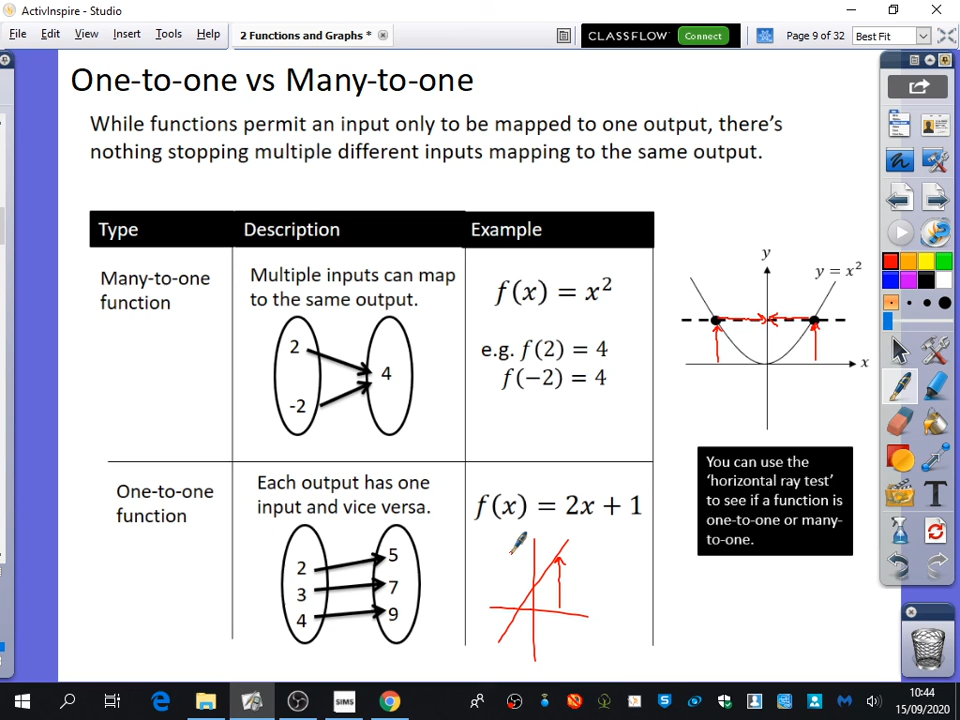 ActivInspire - Studio
File Edit View Insert Tools Help
2 Functions and Graphs *
CLASSFLOW Connect
Page 9 of 32
Best Fit
One-to-one vs Many-to-one
While functions permit an input only to be mapped to one output, there's
nothing stopping multiple different inputs mapping to the same output.
Type Description Example
Many-to-one
function
Multiple inputs can map
to the same output.
2
-2
4
f(x) = x²
e.g. f(2) = 4
f(−2) = 4
y
y = x²
x
One-to-one
function
Each output has one
input and vice versa.
2
3
4
5
7
9
f(x) = 2x + 1
You can use the
'horizontal ray test'
to see if a function is
one-to-one or many-
to-one.
SIMS
10:44
15/09/2020